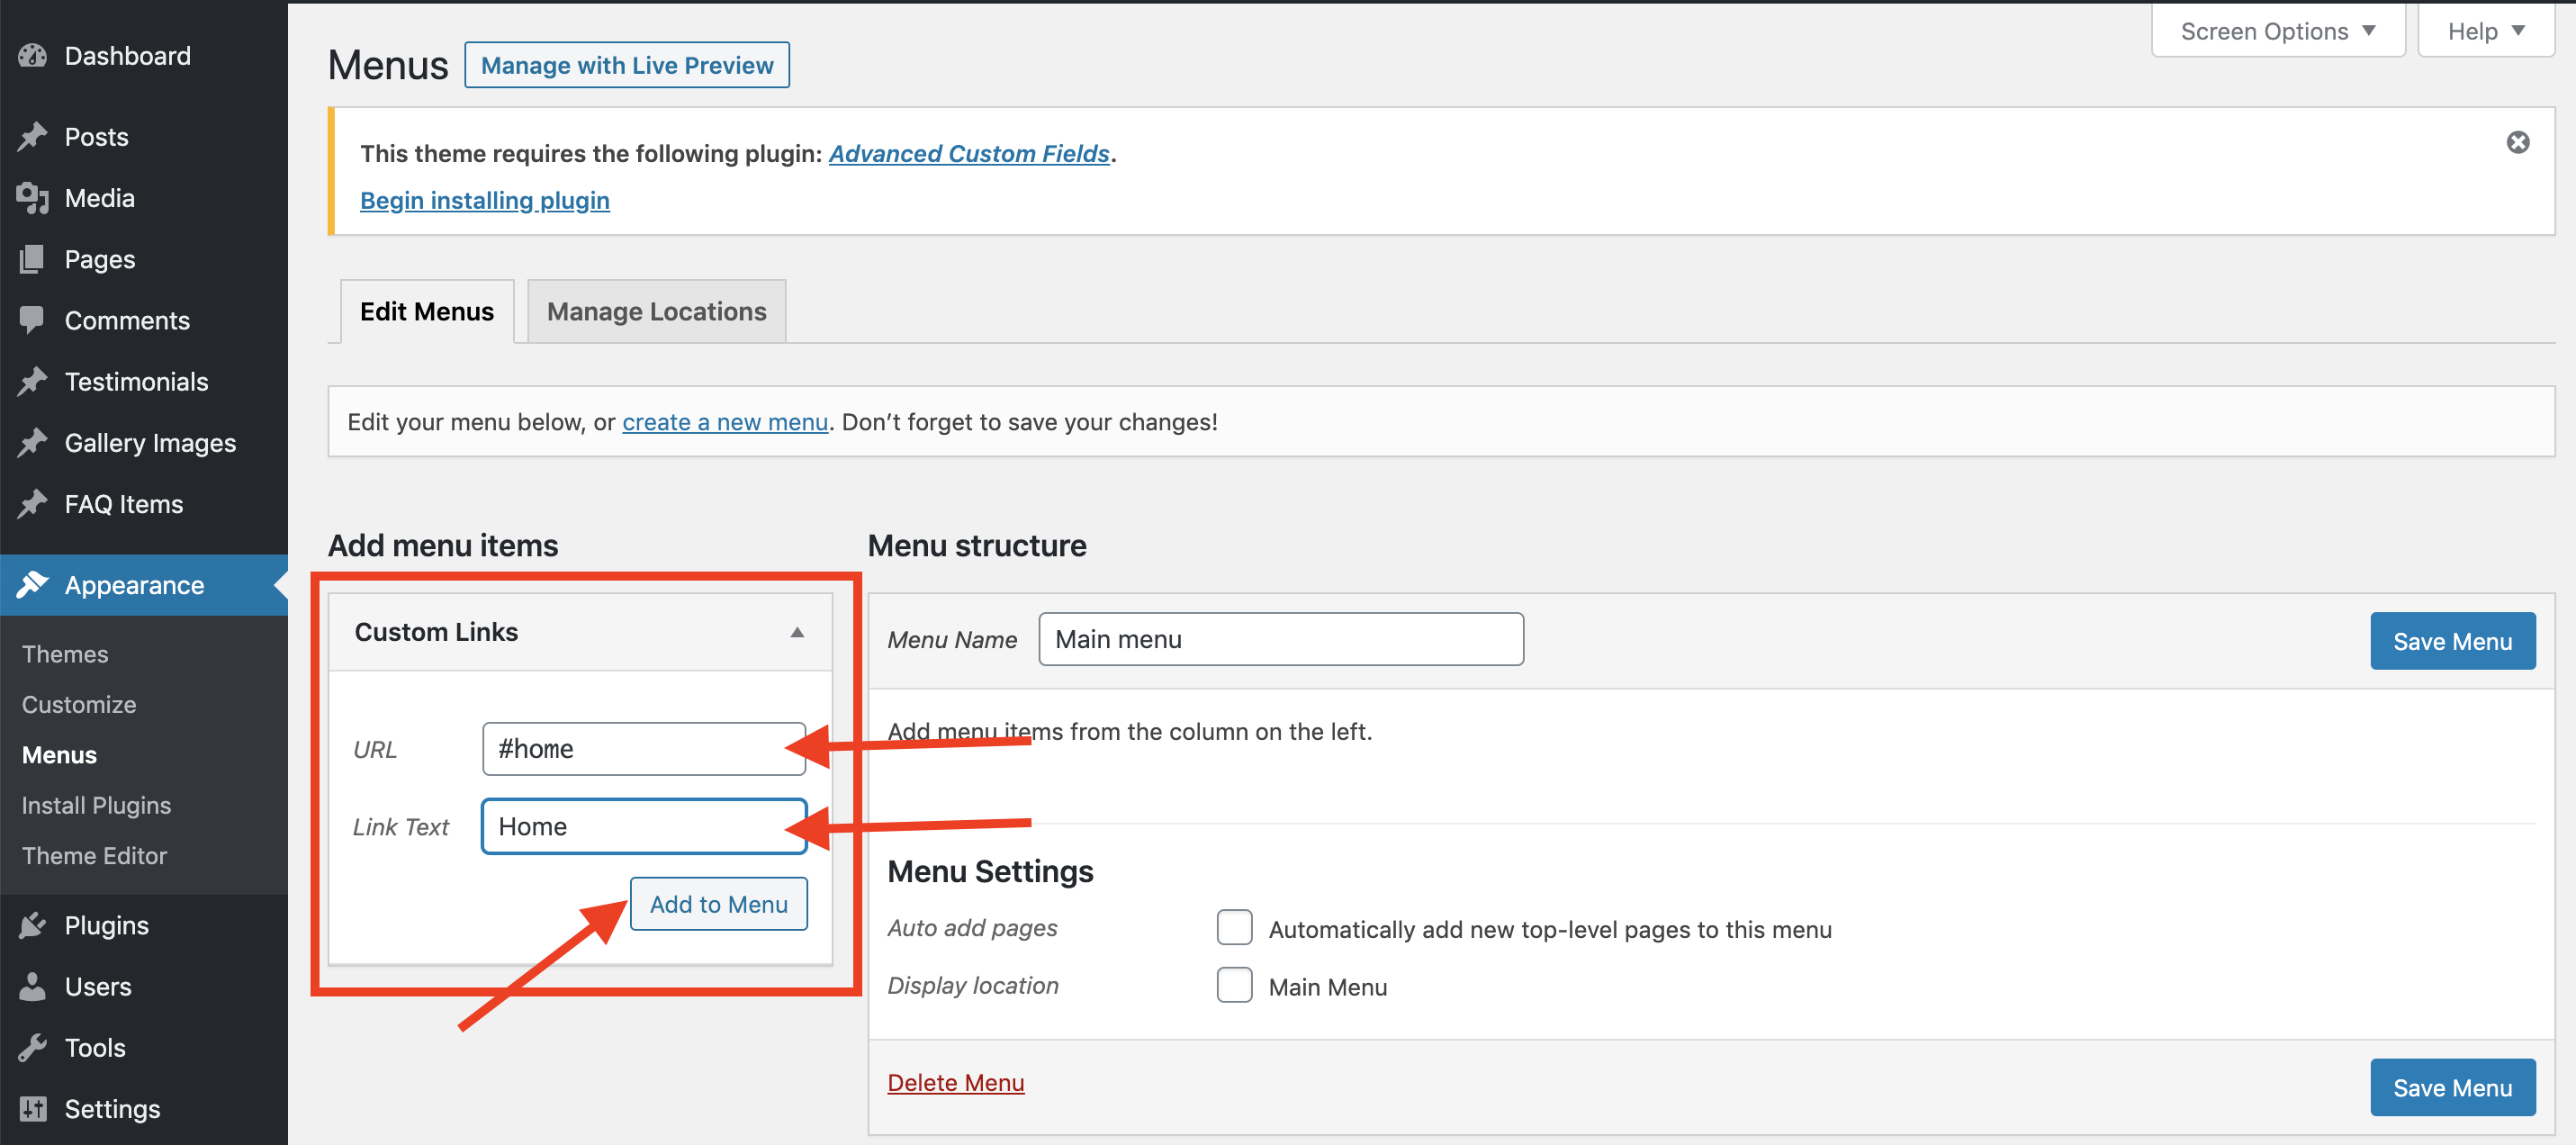 Dashboard
Posts
Media
Pages
Comments
Testimonials
Gallery Images
FAQ Items
Appearance
Themes
Customize
Menus
Install Plugins
Theme Editor
Plugins
Users
Tools
Settings
Screen Options
Help
Menus
Manage with Live Preview
This theme requires the following plugin: Advanced Custom Fields.
Begin installing plugin
Edit Menus
Manage Locations
Edit your menu below, or create a new menu. Don’t forget to save your changes!
Add menu items
Custom Links
URL
#home
Link Text
Home
Add to Menu
Menu structure
Menu Name
Main menu
Save Menu
Add menu items from the column on the left.
Menu Settings
Auto add pages
Automatically add new top-level pages to this menu
Display location
Main Menu
Delete Menu
Save Menu